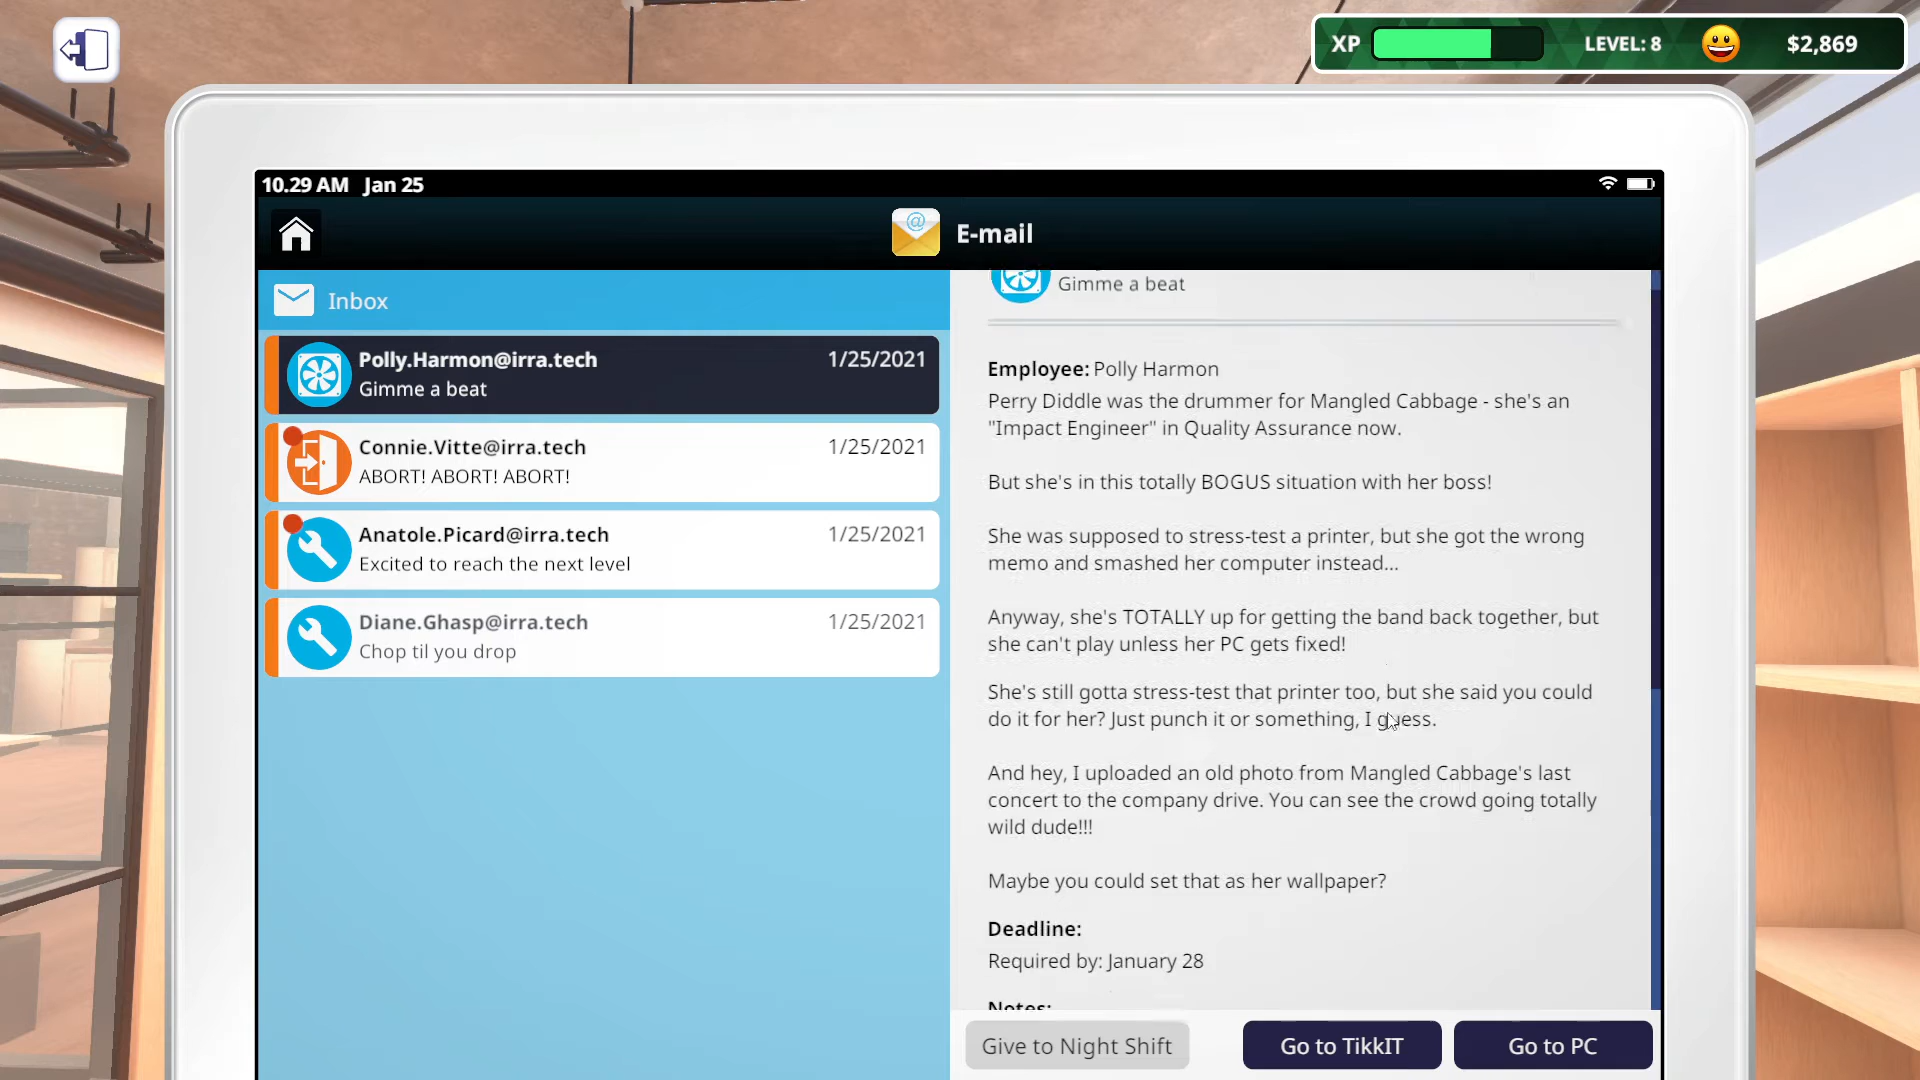 XP
LEVEL: 8
$2,869
10.29 AM Jan 25
E-mail
Inbox
Polly.Harmon@irra.tech
1/25/2021
Gimme a beat
Connie.Vitte@irra.tech
1/25/2021
ABORT! ABORT! ABORT!
Anatole.Picard@irra.tech
1/25/2021
Excited to reach the next level
Diane.Ghasp@irra.tech
1/25/2021
Chop til you drop
Gimme a beat
Employee: Polly Harmon
Perry Diddle was the drummer for Mangled Cabbage - she's an
"Impact Engineer" in Quality Assurance now.
But she's in this totally BOGUS situation with her boss!
She was supposed to stress-test a printer, but she got the wrong
memo and smashed her computer instead...
Anyway, she's TOTALLY up for getting the band back together, but
she can't play unless her PC gets fixed!
She's still gotta stress-test that printer too, but she said you could
do it for her? Just punch it or something, I guess.
And hey, I uploaded an old photo from Mangled Cabbage's last
concert to the company drive. You can see the crowd going totally
wild dude!!!
Maybe you could set that as her wallpaper?
Deadline:
Required by: January 28
Notes:
Give to Night Shift
Go to TikkIT
Go to PC